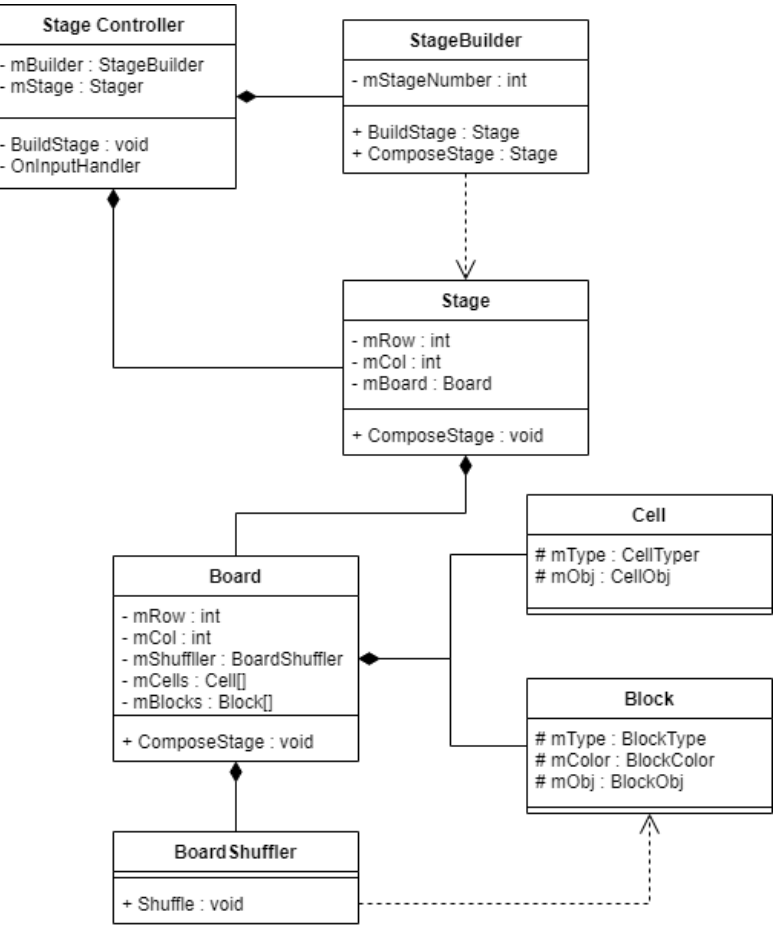 Stage Controller
- mBuilder : StageBuilder
- mStage : Stager
- BuildStage : void
- OnInputHandler
StageBuilder
- mStageNumber : int
+ BuildStage : Stage
+ ComposeStage : Stage
Stage
- mRow : int
- mCol : int
- mBoard : Board
+ ComposeStage : void
Cell
# mType : CellTyper
# mObj : CellObj
Board
- mRow : int
- mCol : int
- mShuffller : BoardShuffler
- mCells : Cell[]
- mBlocks : Block[]
+ ComposeStage : void
Block
# mType : BlockType
# mColor : BlockColor
# mObj : BlockObj
BoardShuffler
+ Shuffle : void